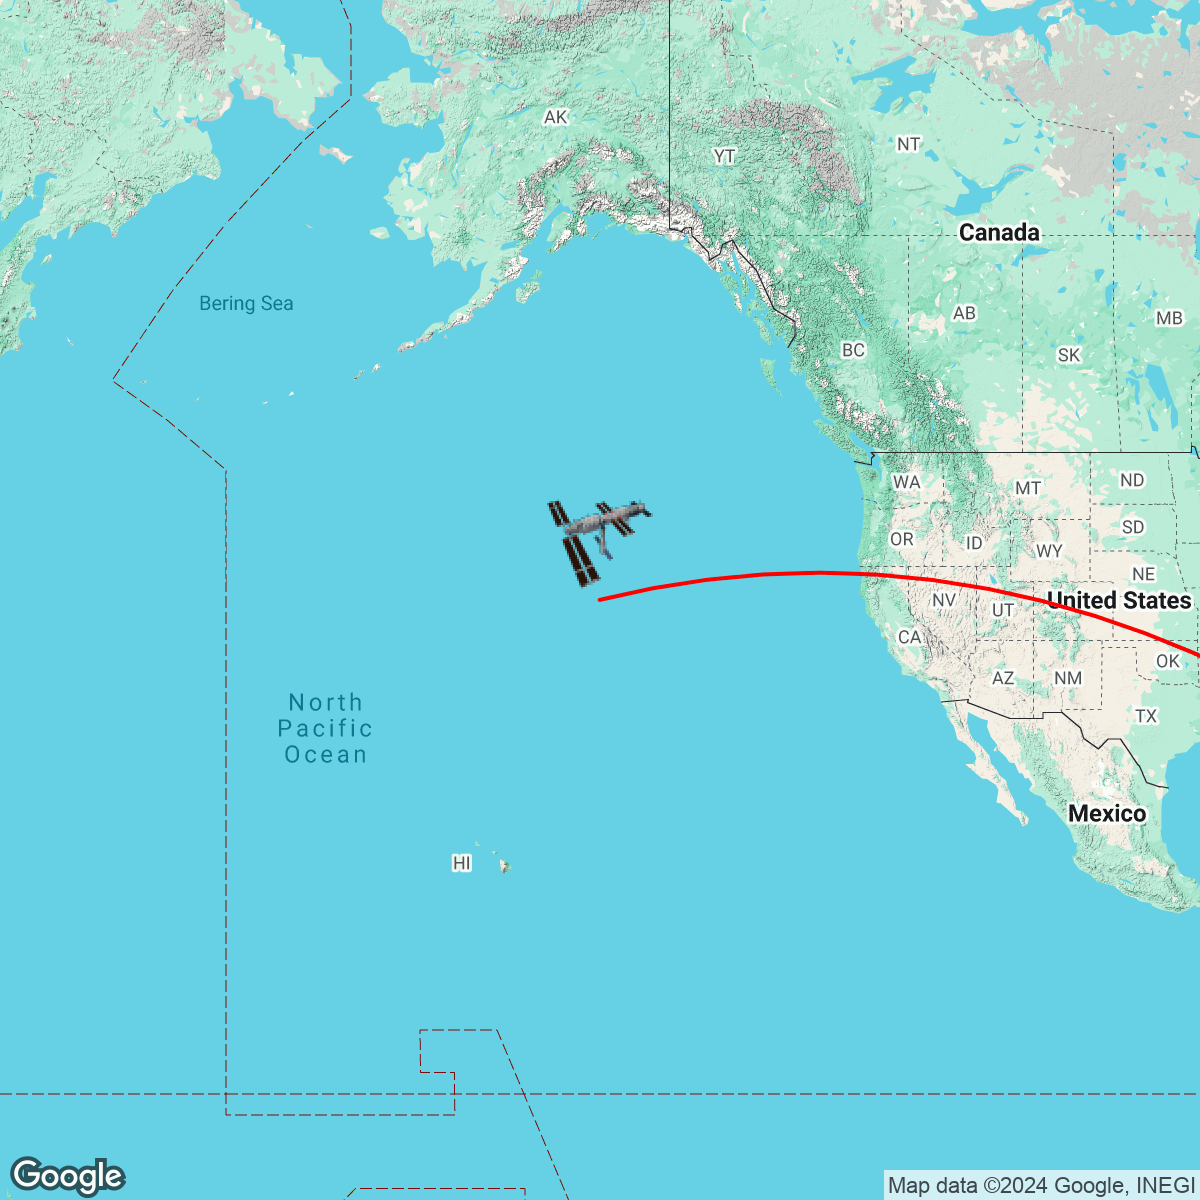 AK
NT
YT
Canada
Bering Sea
AB
MB
BC
SK
WA
MT
ND
SD
OR
ID
WY
NE
NV
UT
United States
CA
OK
AZ
NM
North
Pacific
Ocean
TX
Mexico
HI
Google
Map data ©2024 Google, INEGI